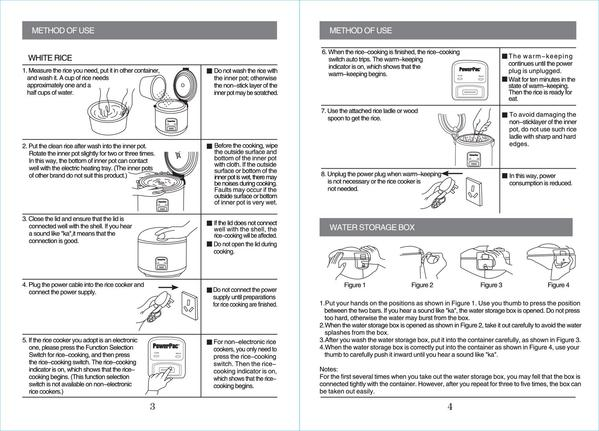 METHOD OF USE
WHITE RICE
1. Measure the rice you need, put it in other container,
and wash it. A cup of rice needs
approximately one and a
half cups of water.
■ Do not wash the rice with
the inner pot; otherwise
the non-stick layer of the
inner pot may be scratched.
2. Put the clean rice after wash into the inner pot.
Rotate the inner pot slightly for two or three times.
In this way, the bottom of inner pot can contact
well with the electric heating tray. (The inner pots
of other brand do not suit this product.)
■ Before the cooking, wipe
the outside surface and
bottom of the inner pot
with cloth. If the outside
surface or bottom of the
inner pot is wet, there may
be noises during cooking.
Faults may occur if the
outside surface or bottom
of inner pot is very wet.
3. Close the lid and ensure that the lid is
connected well with the shell. If you hear
a sound like "ka",it means that the
connection is good.
■ If the lid does not connect
well with the shell, the
rice-cooking will be affected.
■ Do not open the lid during
cooking.
4. Plug the power cable into the rice cooker and
connect the power supply.
■ Do not connect the power
supply until preparations
for rice cooking are finished.
5. If the rice cooker you adopt is an electronic
one, please press the Function Selection
Switch for rice-cooking, and then press
the rice-cooking switch. The rice-cooking
indicator is on, which shows that the rice-
cooking begins. (This function selection
switch is not available on non-electronic
rice cookers.)
PowerPac
■ For non-electronic rice
cookers, you only need to
press the rice-cooking
switch. Then the rice-
cooking indicator is on,
which shows that the rice-
cooking begins.
3
METHOD OF USE
6. When the rice-cooking is finished, the rice-cooking
switch auto trips. The warm-keeping
indicator is on, which shows that the
warm-keeping begins.
PowerPac
■ The warm-keeping
continues until the power
plug is unplugged.
■ Wait for ten minutes in the
state of warm-keeping.
Then the rice is ready for
eat.
7. Use the attached rice ladle or wood
spoon to get the rice.
■ To avoid damaging the
non-sticklayer of the inner
pot, do not use such rice
ladle with sharp and hard
edges.
8. Unplug the power plug when warm-keeping
is not necessary or the rice cooker is
not needed.
■ In this way, power
consumption is reduced.
WATER STORAGE BOX
Figure 1
Figure 2
Figure 3
Figure 4
1.Put your hands on the positions as shown in Figure 1. Use you thumb to press the position
between the two bars. If you hear a sound like "ka", the water storage box is opened. Do not press
too hard, otherwise the water may burst from the box.
2.When the water storage box is opened as shown in Figure 2, take it out carefully to avoid the water
splashes from the box.
3.After you wash the water storage box, put it into the container carefully, as shown in Figure 3.
4.When the water storage box is correctly put into the container as shown in Figure 4, use your
thumb to carefully push it inward until you hear a sound like "ka".
Notes:
For the first several times when you take out the water storage box, you may fell that the box is
connected tightly with the container. However, after you repeat for three to five times, the box can
be taken out easily.
4